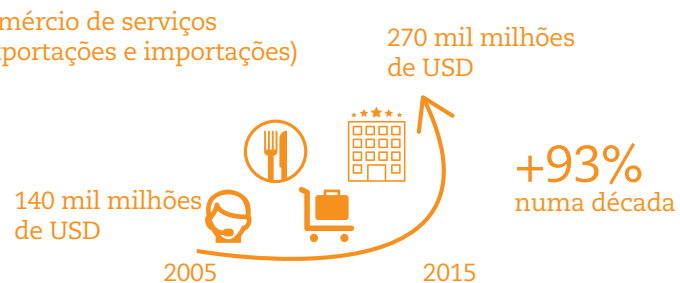 mércio de serviços
portações e importações)
270 mil milhões
de USD
+93%
numa década
140 mil milhões
de USD
2005
2015